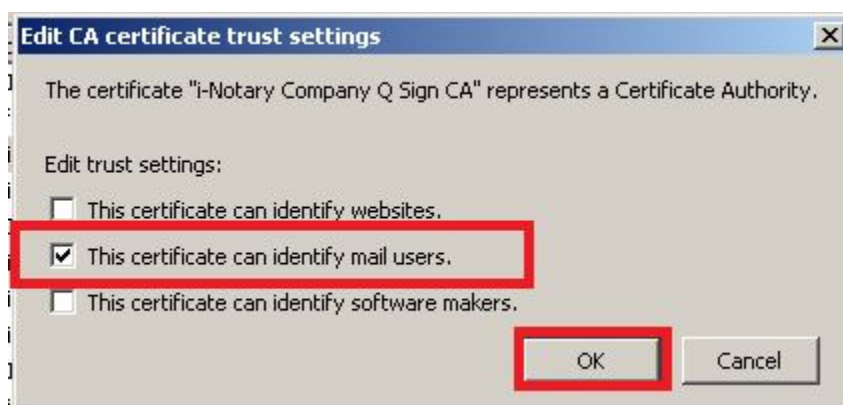 Edit CA certificate trust settings
The certificate "i-Notary Company Q Sign CA" represents a Certificate Authority.
Edit trust settings:
This certificate can identify websites.
This certificate can identify mail users.
This certificate can identify software makers.
OK Cancel